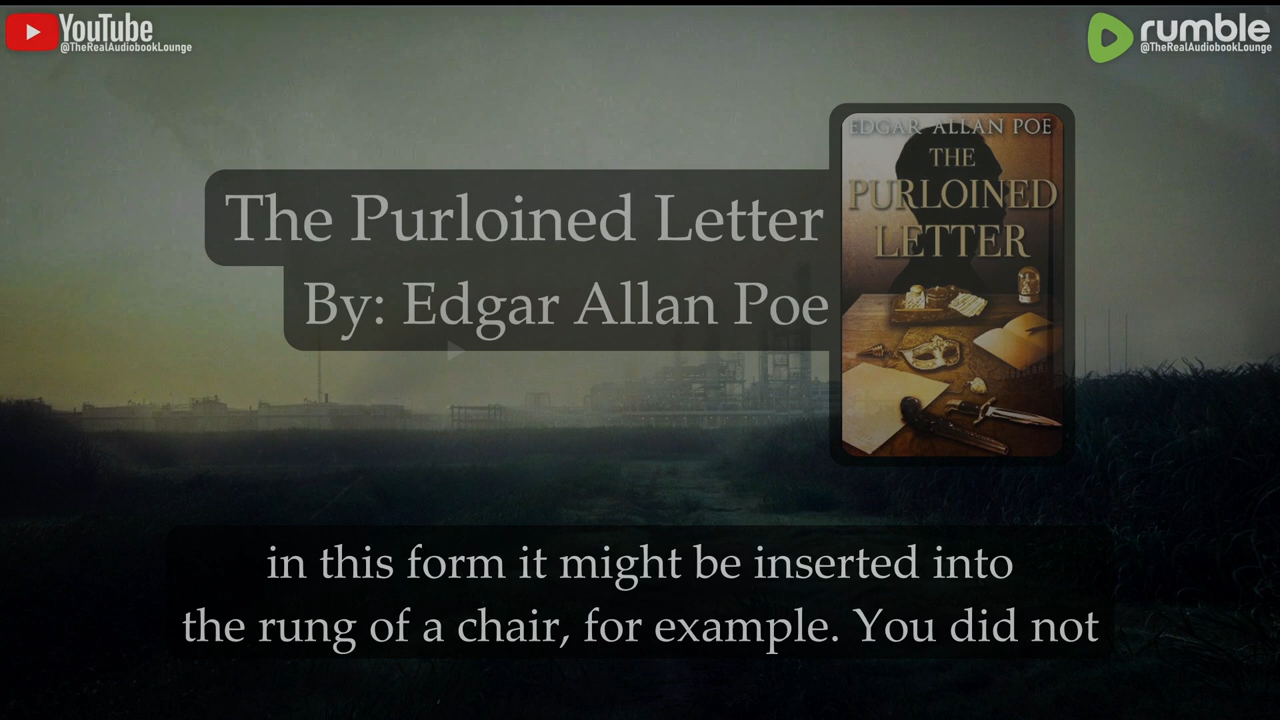 YouTube
@TheRealAudiobookLounge
rumble
@TheRealAudiobookLounge
EDGAR ALLAN POE
THE
PURLOINED
LETTER
The Purloined Letter
By: Edgar Allan Poe
in this form it might be inserted into
the rung of a chair, for example. You did not